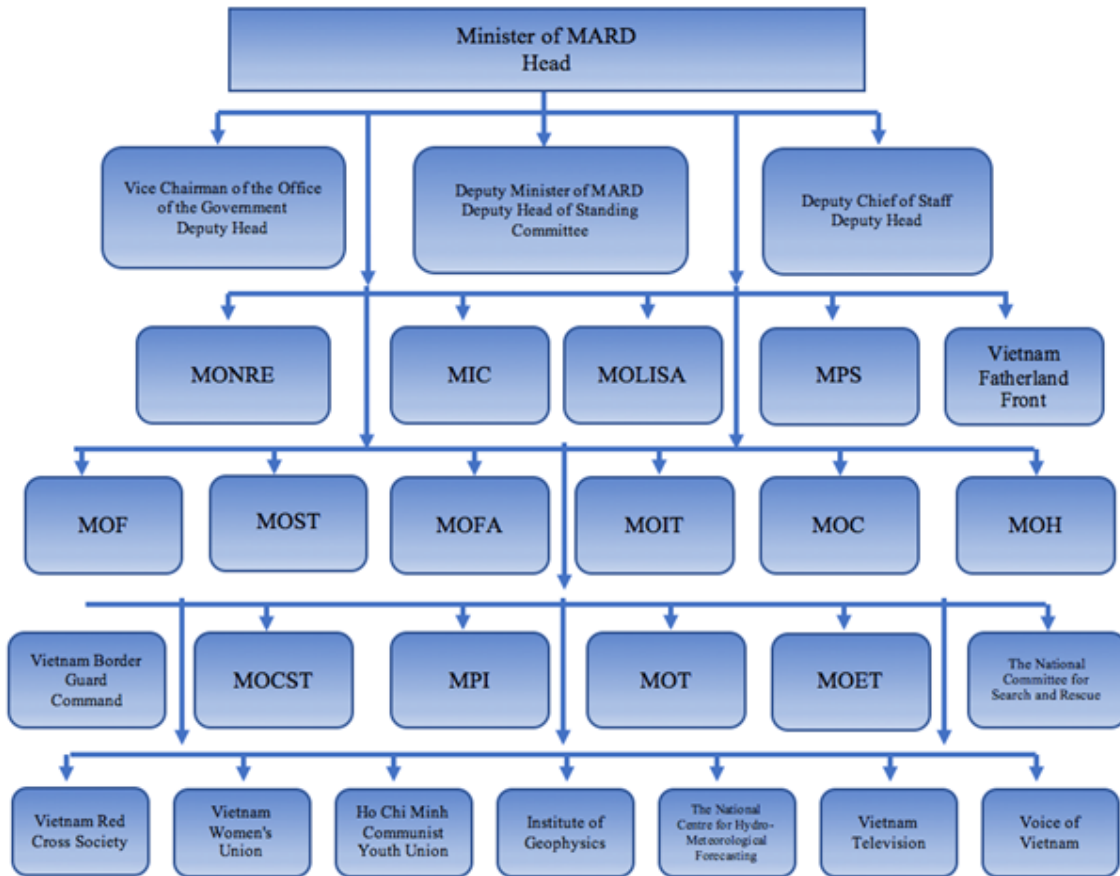 Minister of MARD
Head
Vice Chairman of the Office
of the Government
Deputy Head
Deputy Minister of MARD
Deputy Head of Standing
Committee
Deputy Chief of Staff
Deputy Head
MONRE
MIC
MOLISA
MPS
Vietnam
Fatherland
Front
MOF
MOST
MOFA
MOIT
MOC
MOH
Vietnam Border
Guard
Command
MOCST
MPI
MOT
MOET
The National
Committee for
Search and Rescue
Vietnam Red
Cross Society
Vietnam
Women's
Union
Ho Chi Minh
Communist
Youth Union
Institute of
Geophysics
The National
Centre for Hydro-
Meteorological
Forecasting
Vietnam
Television
Voice of
Vietnam